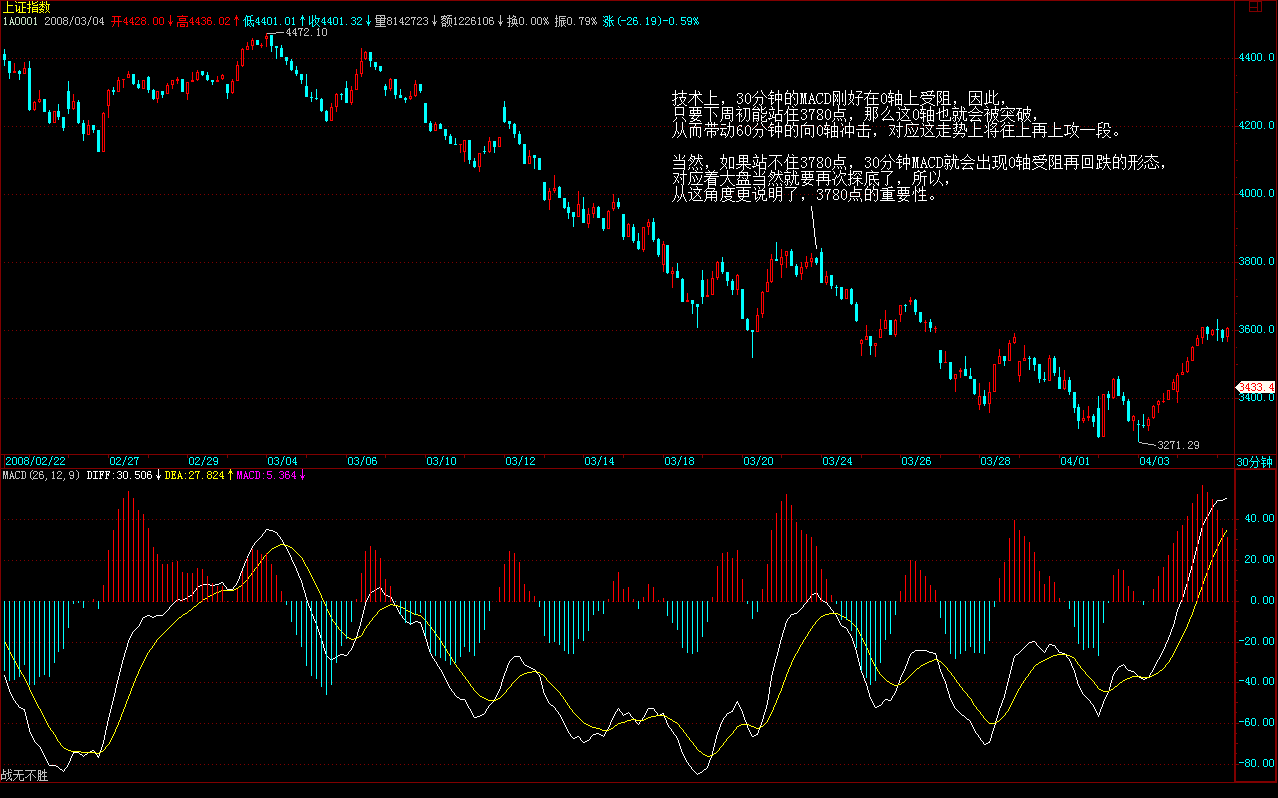 上证指数
1A0001 2008/03/04 开4428.00↓高4436.02↑低4401.01↑收4401.32↓量8142723↓额1226106↓换0.00% 振0.79% 涨(-26.19)-0.59%
4472.10
4400.0
技术上，30分钟的MACD刚好在0轴上受阻，因此，
只要下周初能站住3780点，那么这0轴也就会被突破，
从而带动60分钟的向0轴冲击，对应这走势上将往上再上攻一段。
4200.0
当然，如果站不住3780点，30分钟MACD就会出现0轴受阻再回跌的形态，
对应着大盘当然就要再次探底了，所以，
从这角度更说明了，3780点的重要性。
4000.0
3800.0
3600.0
3433.4
3400.0
3271.29
2008/02/22 02/27 02/29 03/04 03/06 03/10 03/12 03/14 03/18 03/20 03/24 03/26 03/28 04/01 04/03 30分钟
MACD(26,12,9) DIFF:30.506↓DEA:27.824↑MACD:5.364↓
40.00
20.00
0.00
-20.00
-40.00
-60.00
-80.00
战无不胜